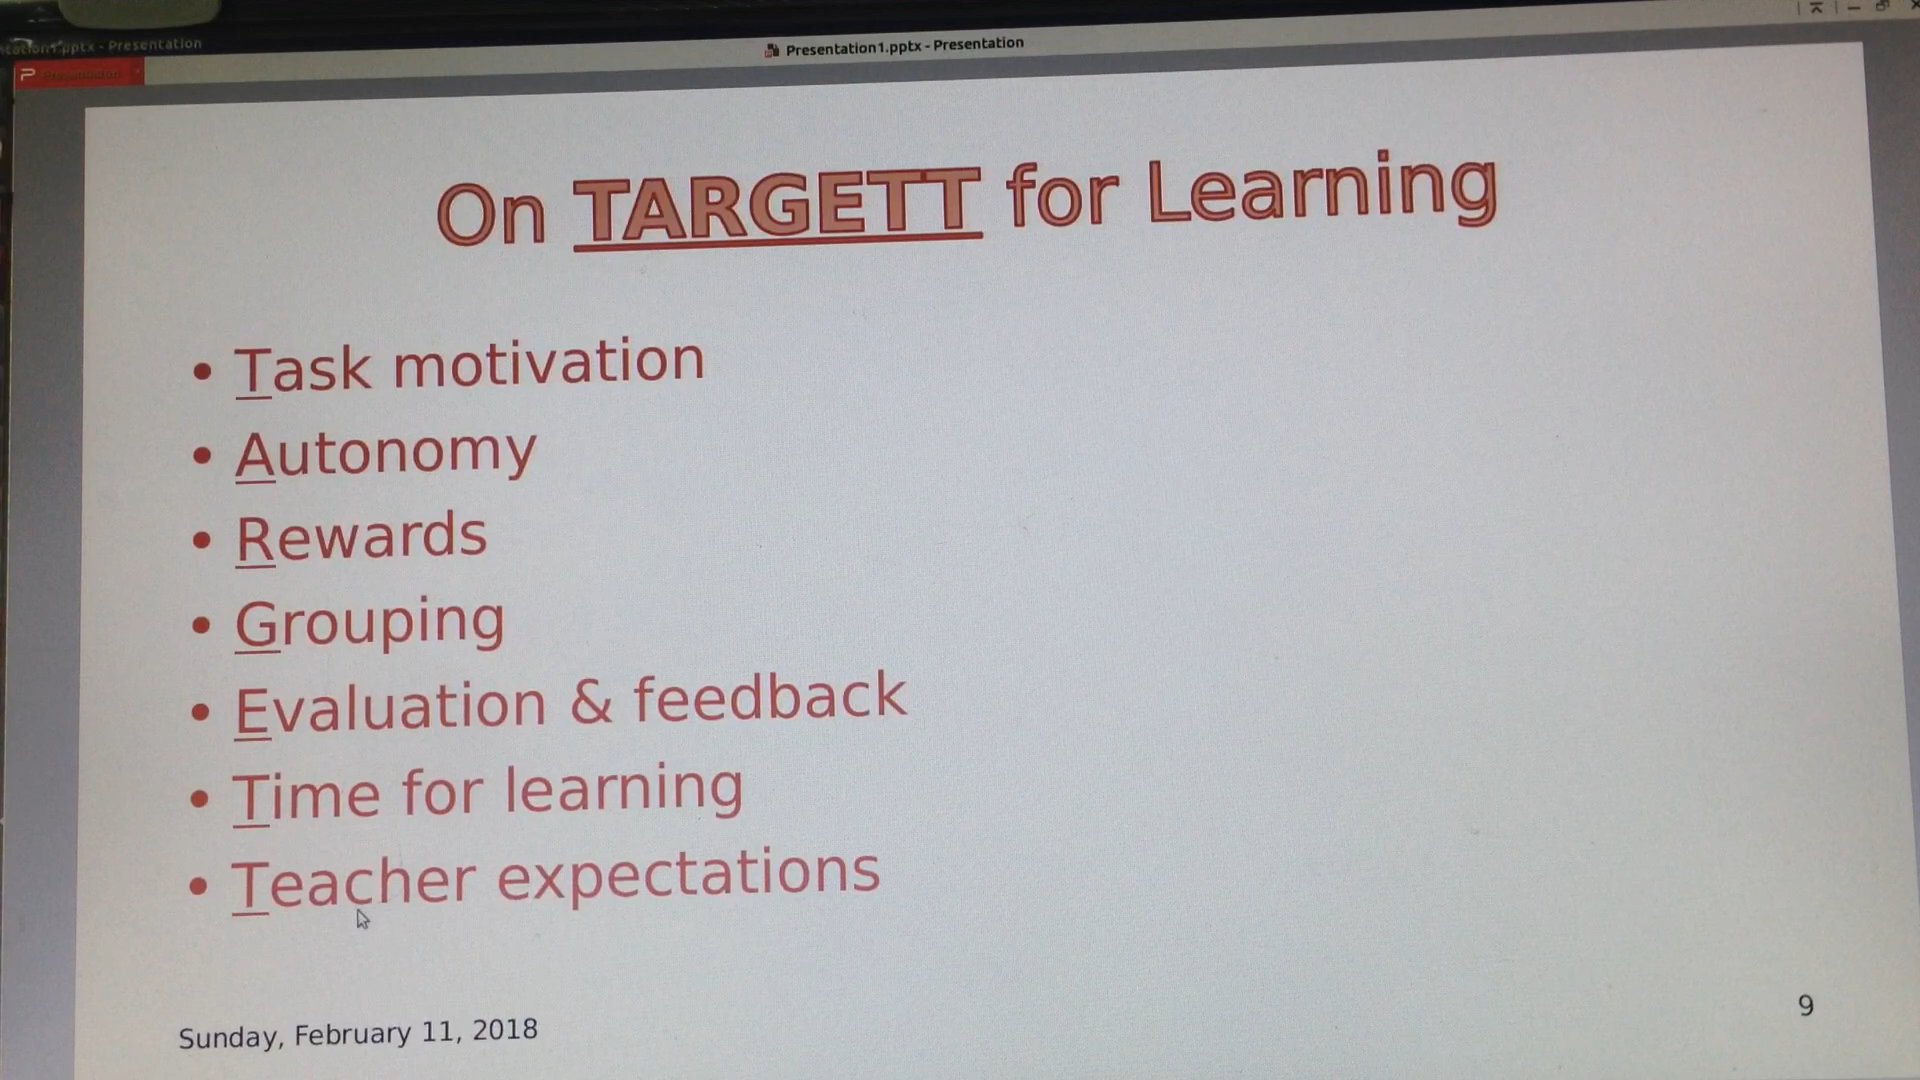 Presentation1.pptx - Presentation
Presentation
On TARGETT for Learning
• Task motivation
• Autonomy
• Rewards
• Grouping
• Evaluation & feedback
• Time for learning
• Teacher expectations
Sunday, February 11, 2018
9